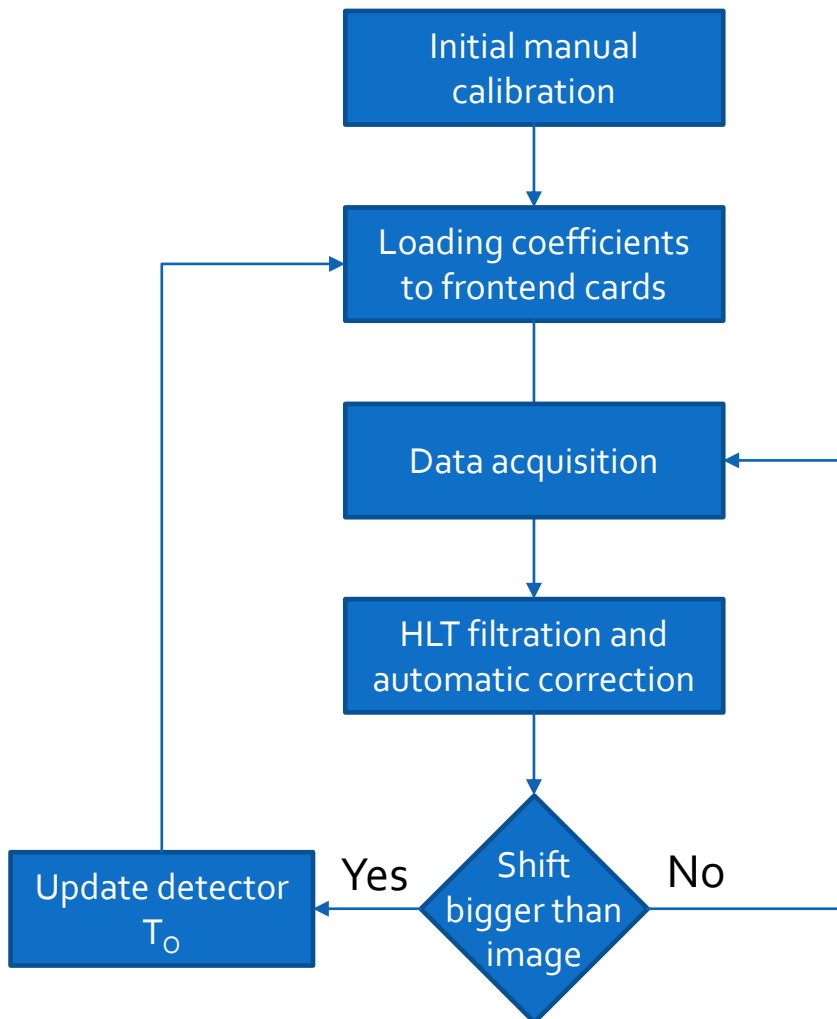 Initial manual
calibration
Loading coefficients
to frontend cards
Data acquisition
HLT filtration and
automatic correction
Shift
bigger than
image
Yes
No
Update detector
T₀